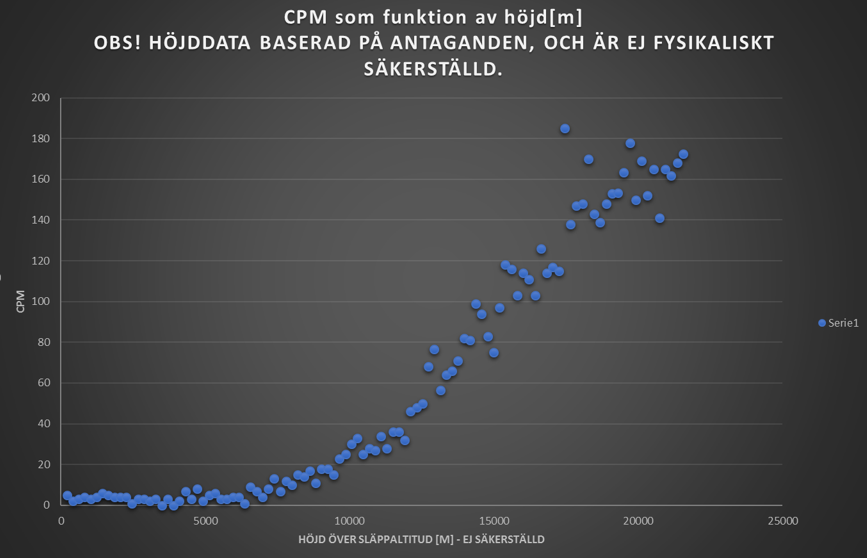 CPM som funktion av höjd[m]
OBS! HÖJDDATA BASERAD PÅ ANTAGANDEN, OCH ÄR EJ FYSIKALISKT
SÄKERSTÄLLD.
200
180
160
140
120
100
80
60
40
20
0
CPM
0 5000 10000 15000 20000 25000
HÖJD ÖVER SLÄPPALTITUD [M] - EJ SÄKERSTÄLLD
Serie1